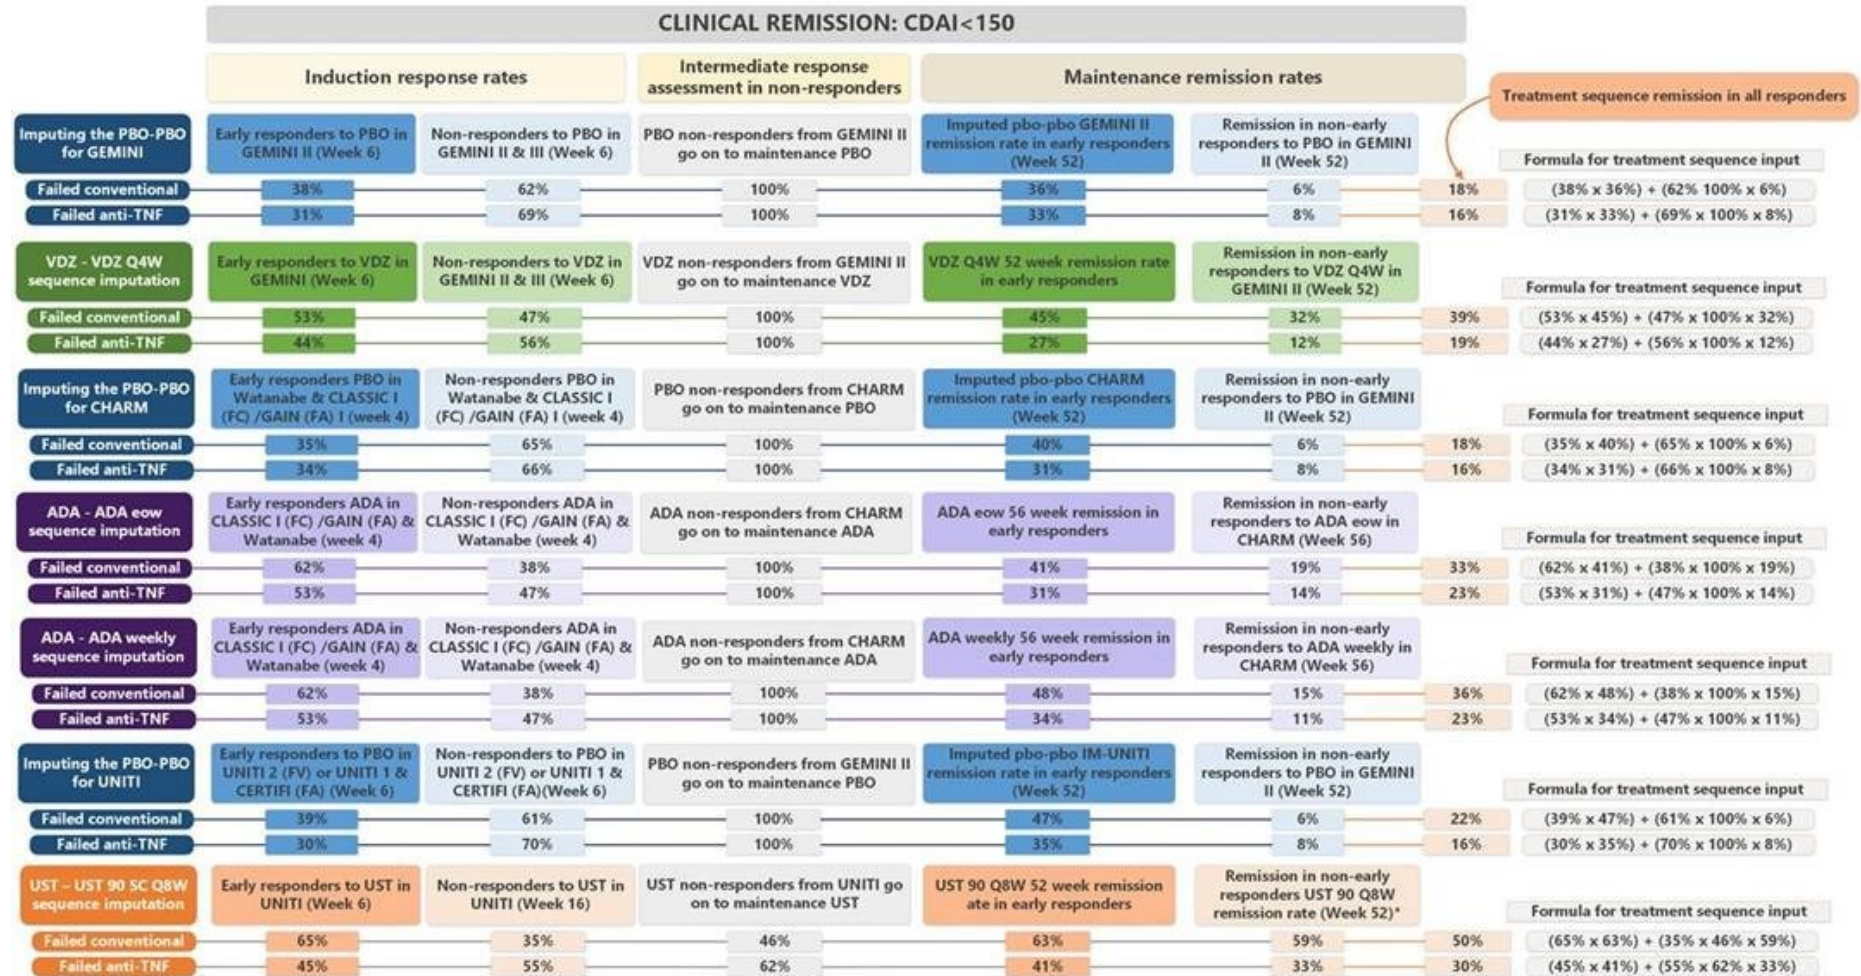 CLINICAL REMISSION: CDAI<150
Induction response rates
Intermediate response
assessment in non-responders
Maintenance remission rates
Treatment sequence remission in all responders
Imputing the PBO-PBO
for GEMINI
Early responders to PBO in
GEMINI II (Week 6)
Non-responders to PBO in
GEMINI II & III (Week 6)
PBO non-responders from GEMINI II
go on to maintenance PBO
Imputed pbo-pbo GEMINI II
remission rate in early responders
(Week 52)
Remission in non-early
responders to PBO in GEMINI
II (Week 52)
Formula for treatment sequence input
Failed conventional 38% 62% 100% 36% 6% 18% (38% x 36%) + (62% 100% x 6%)
Failed anti-TNF 31% 69% 100% 33% 8% 16% (31% x 33%) + (69% x 100% x 8%)
VDZ - VDZ Q4W
sequence imputation
Early responders to VDZ in
GEMINI (Week 6)
Non-responders to VDZ in
GEMINI II & III (Week 6)
VDZ non-responders from GEMINI II
go on to maintenance VDZ
VDZ Q4W 52 week remission rate
in early responders
Remission in non-early
responders to VDZ Q4W in
GEMINI II (Week 52)
Formula for treatment sequence input
Failed conventional 53% 47% 100% 45% 32% 39% (53% x 45%) + (47% x 100% x 32%)
Failed anti-TNF 44% 56% 100% 27% 12% 19% (44% x 27%) + (56% x 100% x 12%)
Imputing the PBO-PBO
for CHARM
Early responders PBO in
Watanabe & CLASSIC I
(FC) /GAIN (FA) I (week 4)
Non-responders PBO in
Watanabe & CLASSIC I
(FC) /GAIN (FA) I (week 4)
PBO non-responders from CHARM
go on to maintenance PBO
Imputed pbo-pbo CHARM
remission rate in early responders
(Week 52)
Remission in non-early
responders to PBO in GEMINI
II (Week 52)
Formula for treatment sequence input
Failed conventional 35% 65% 100% 40% 6% 18% (35% x 40%) + (65% x 100% x 6%)
Failed anti-TNF 34% 66% 100% 31% 8% 16% (34% x 31%) + (66% x 100% x 8%)
ADA - ADA eow
sequence imputation
Early responders ADA in
CLASSIC I (FC) /GAIN (FA) &
Watanabe (week 4)
Non-responders ADA in
CLASSIC I (FC) /GAIN (FA) &
Watanabe (week 4)
ADA non-responders from CHARM
go on to maintenance ADA
ADA eow 56 week remission in
early responders
Remission in non-early
responders to ADA eow in
CHARM (Week 56)
Formula for treatment sequence input
Failed conventional 62% 38% 100% 41% 19% 33% (62% x 41%) + (38% x 100% x 19%)
Failed anti-TNF 53% 47% 100% 31% 14% 23% (53% x 31%) + (47% x 100% x 14%)
ADA - ADA weekly
sequence imputation
Early responders ADA in
CLASSIC I (FC) /GAIN (FA) &
Watanabe (week 4)
Non-responders ADA in
CLASSIC I (FC) /GAIN (FA) &
Watanabe (week 4)
ADA non-responders from CHARM
go on to maintenance ADA
ADA weekly 56 week remission in
early responders
Remission in non-early
responders to ADA weekly in
CHARM (Week 56)
Formula for treatment sequence input
Failed conventional 62% 38% 100% 48% 15% 36% (62% x 48%) + (38% x 100% x 15%)
Failed anti-TNF 53% 47% 100% 34% 11% 23% (53% x 34%) + (47% x 100% x 11%)
Imputing the PBO-PBO
for UNITI
Early responders to PBO in
UNITI 2 (FV) or UNITI 1 &
CERTIFI (FA) (Week 6)
Non-responders to PBO in
UNITI 2 (FV) or UNITI 1 &
CERTIFI (FA)(Week 6)
PBO non-responders from GEMINI II
go on to maintenance PBO
Imputed pbo-pbo IM-UNITI
remission rate in early responders
(Week 52)
Remission in non-early
responders to PBO in GEMINI
II (Week 52)
Formula for treatment sequence input
Failed conventional 39% 61% 100% 47% 6% 22% (39% x 47%) + (61% x 100% x 6%)
Failed anti-TNF 30% 70% 100% 35% 8% 16% (30% x 35%) + (70% x 100% x 8%)
UST - UST 90 SC Q8W
sequence imputation
Early responders to UST in
UNITI (Week 6)
Non-responders to UST in
UNITI (Week 16)
UST non-responders from UNITI go
on to maintenance UST
UST 90 Q8W 52 week remission
ate in early responders
Remission in non-early
responders UST 90 Q8W
remission rate (Week 52)*
Formula for treatment sequence input
Failed conventional 65% 35% 46% 63% 59% 50% (65% x 63%) + (35% x 46% x 59%)
Failed anti-TNF 45% 55% 62% 41% 33% 30% (45% x 41%) + (55% x 62% x 33%)